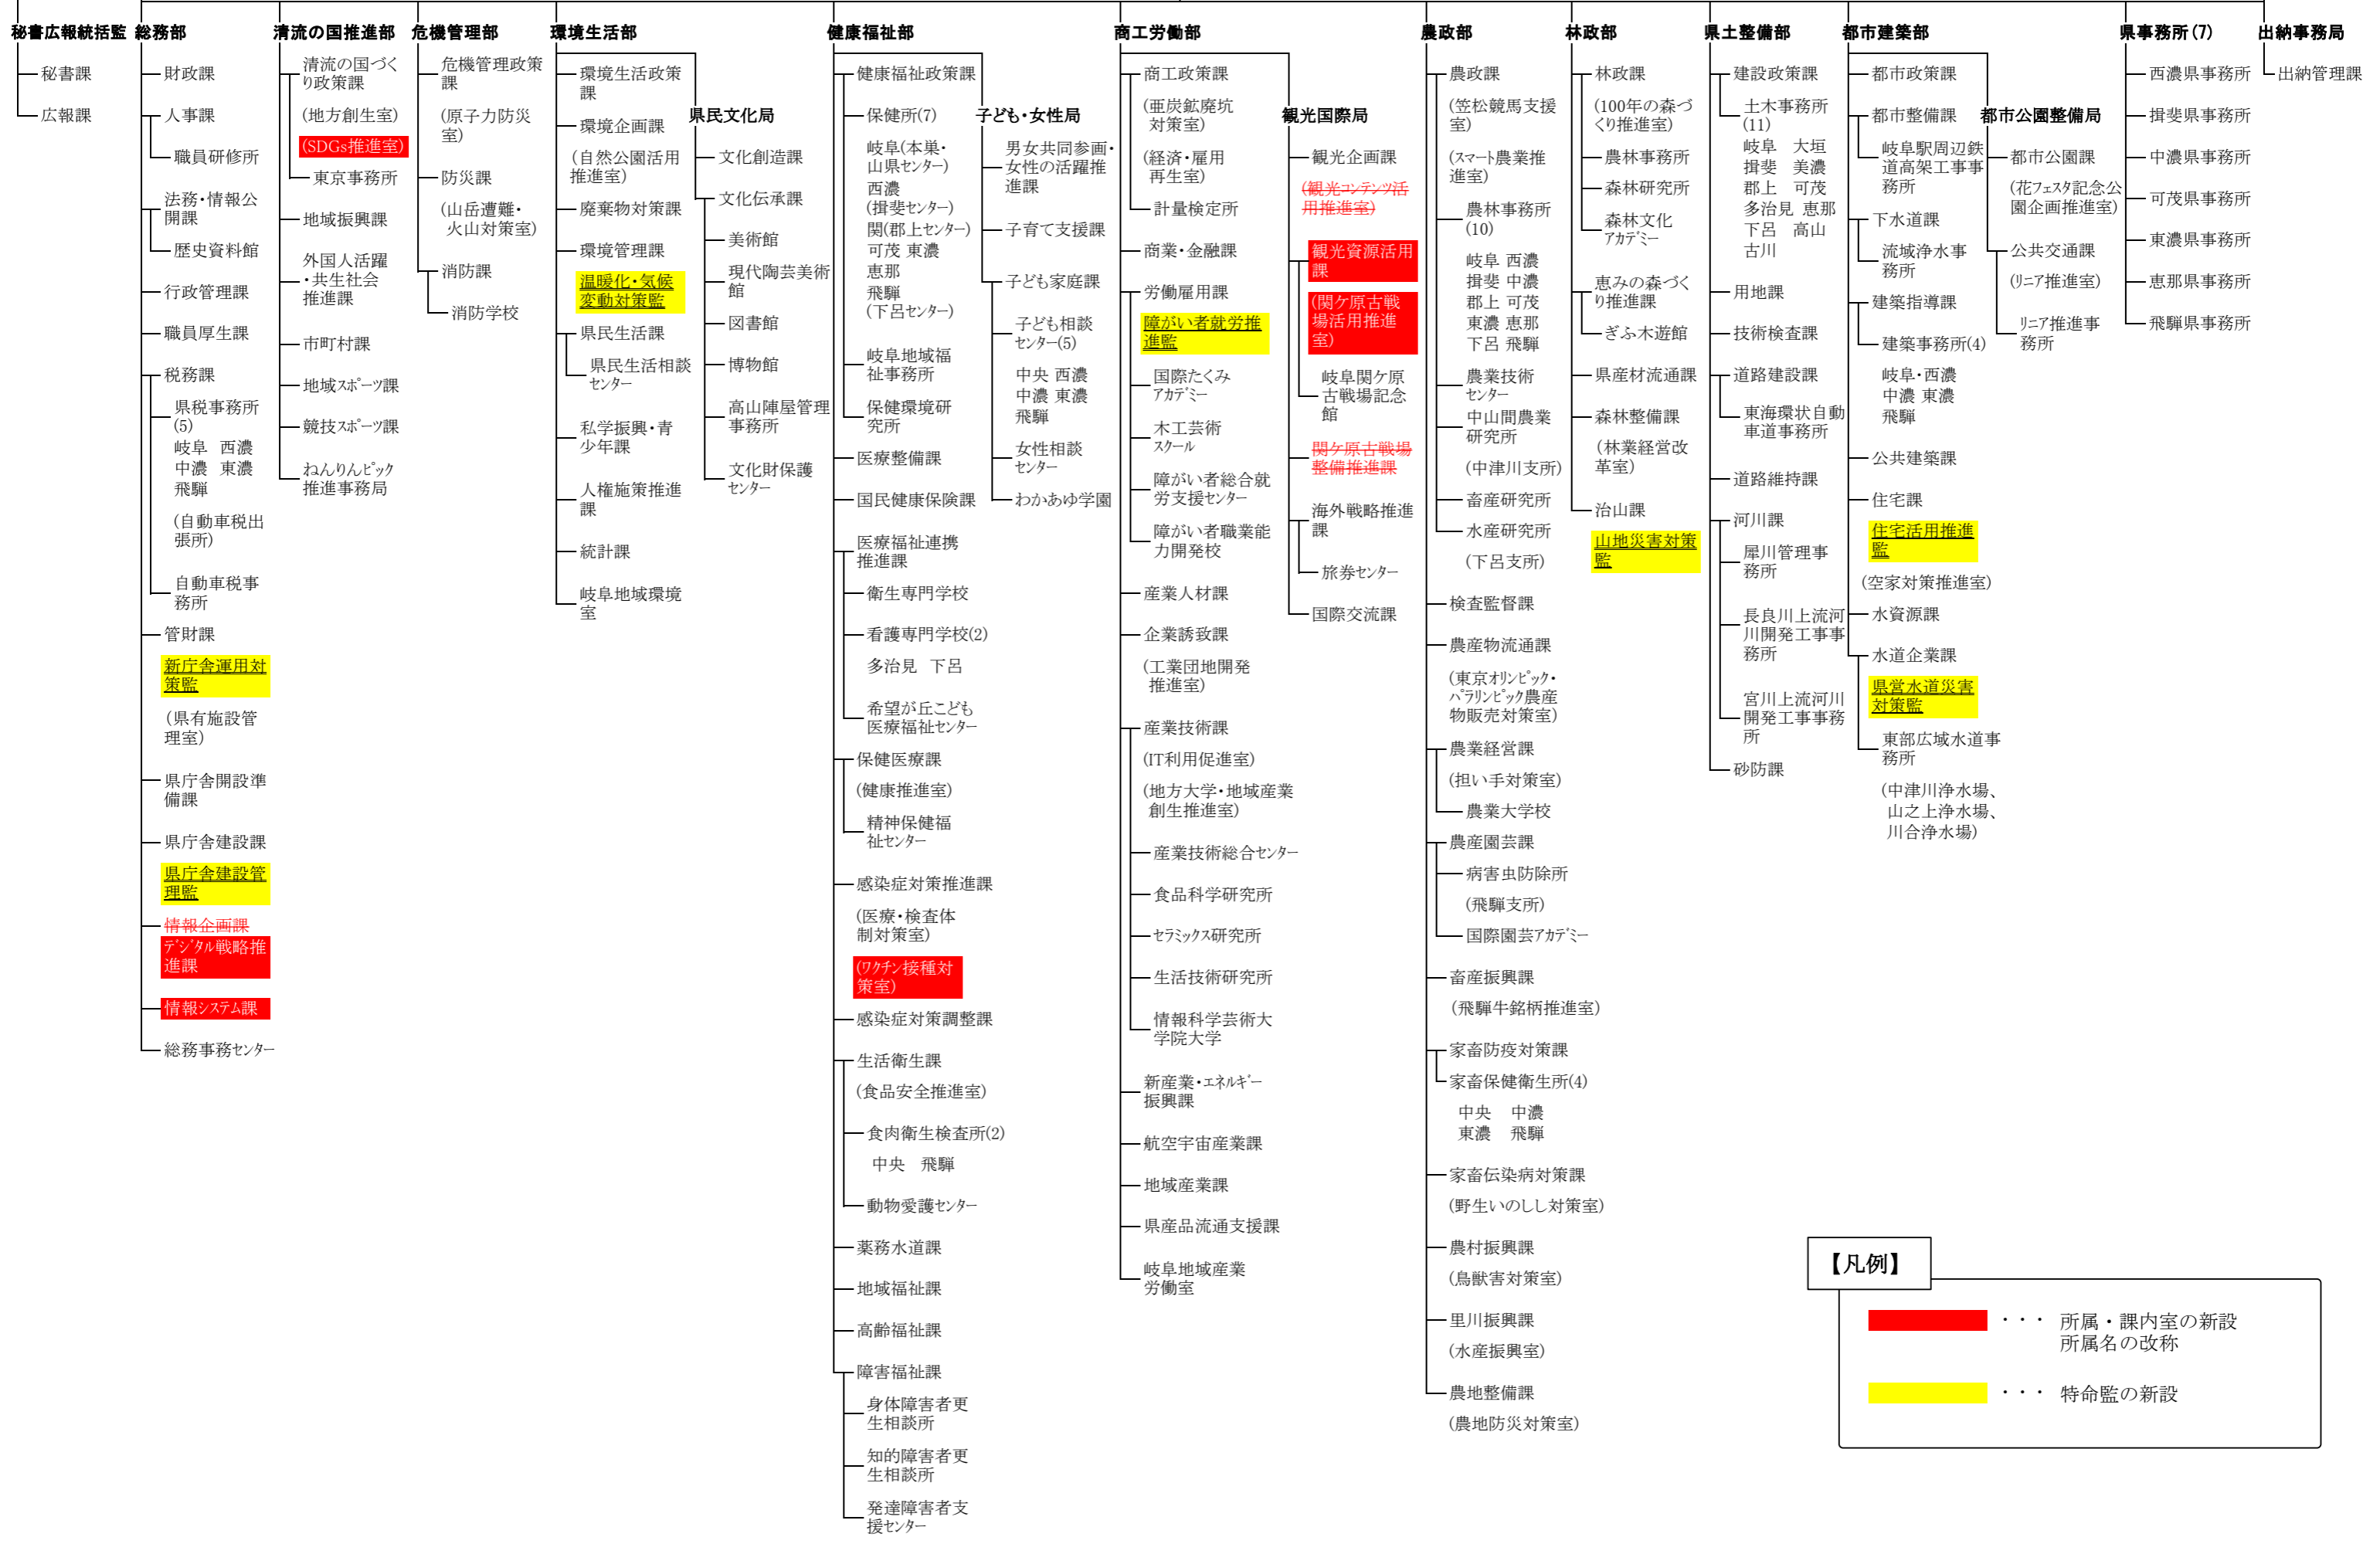 秘書広報統括監
秘書課
広報課
総務部
財政課
人事課
職員研修所
法務・情報公
開課
歴史資料館
行政管理課
職員厚生課
税務課
県税事務所
(5)
岐阜 西濃
中濃 東濃
飛騨
(自動車税出
張所)
自動車税事
務所
管財課
新庁舎運用対
策監
(県有施設管
理室)
県庁舎開設準
備課
県庁舎建設課
県庁舎建設管
理監
情報企画課
デジタル戦略推
進課
情報システム課
総務事務センター
清流の国推進部
清流の国づく
り政策課
(地方創生室)
(SDGs推進室)
東京事務所
地域振興課
外国人活躍
・共生社会
推進課
市町村課
地域スポーツ課
競技スポーツ課
ねんりんピック
推進事務局
危機管理部
危機管理政策
課
(原子力防災
室)
防災課
(山岳遭難・
火山対策室)
消防課
消防学校
環境生活部
環境生活政策
課
環境企画課
(自然公園活用
推進室)
廃棄物対策課
環境管理課
温暖化・気候
変動対策監
県民生活課
県民生活相談
センター
私学振興・青
少年課
人権施策推進
課
統計課
岐阜地域環境
室
県民文化局
文化創造課
文化伝承課
美術館
現代陶芸美術
館
図書館
博物館
高山陣屋管理
事務所
文化財保護
センター
健康福祉部
健康福祉政策課
保健所(7)
岐阜(本巣・
山県センター)
西濃
(揖斐センター)
関(郡上センター)
可茂 東濃
恵那
飛騨
(下呂センター)
岐阜地域福
祉事務所
保健環境研
究所
医療整備課
国民健康保険課
医療福祉連携
推進課
衛生専門学校
看護専門学校(2)
多治見 下呂
希望が丘こども
医療福祉センター
保健医療課
(健康推進室)
精神保健福
祉センター
感染症対策推進課
(医療・検査体
制対策室)
(ワクチン接種対
策室)
感染症対策調整課
生活衛生課
(食品安全推進室)
食肉衛生検査所(2)
中央 飛騨
動物愛護センター
薬務水道課
地域福祉課
高齢福祉課
障害福祉課
身体障害者更
生相談所
知的障害者更
生相談所
発達障害者支
援センター
子ども・女性局
男女共同参画・
女性の活躍推
進課
子育て支援課
子ども家庭課
子ども相談
センター(5)
中央 西濃
中濃 東濃
飛騨
女性相談
センター
わかあゆ学園
商工労働部
商工政策課
(亜炭鉱廃坑
対策室)
(経済・雇用
再生室)
計量検定所
商業・金融課
労働雇用課
障がい者就労推
進監
国際たくみ
アカデミー
木工芸術
スクール
障がい者総合就
労支援センター
障がい者職業能
力開発校
産業人材課
企業誘致課
(工業団地開発
推進室)
産業技術課
(IT利用促進室)
(地方大学・地域産業
創生推進室)
産業技術総合センター
食品科学研究所
セラミックス研究所
生活技術研究所
情報科学芸術大
学院大学
新産業・エネルギー
振興課
航空宇宙産業課
地域産業課
県産品流通支援課
岐阜地域産業
労働室
観光国際局
観光企画課
(観光コンテンツ活
用推進室)
観光資源活用
課
(関ケ原古戦
場活用推進
室)
岐阜関ケ原
古戦場記念
館
関ケ原古戦場
整備推進課
海外戦略推進
課
旅券センター
国際交流課
農政部
農政課
(笠松競馬支援
室)
(スマート農業推
進室)
農林事務所
(10)
岐阜 西濃
揖斐 中濃
郡上 可茂
東濃 恵那
下呂 飛騨
農業技術
センター
中山間農業
研究所
(中津川支所)
畜産研究所
水産研究所
(下呂支所)
検査監督課
農産物流通課
(東京オリンピック・
パラリンピック農産
物販売対策室)
農業経営課
(担い手対策室)
農業大学校
農産園芸課
病害虫防除所
(飛騨支所)
国際園芸アカデミー
畜産振興課
(飛騨牛銘柄推進室)
家畜防疫対策課
家畜保健衛生所(4)
中央 中濃
東濃 飛騨
家畜伝染病対策課
(野生いのしし対策室)
農村振興課
(鳥獣害対策室)
里川振興課
(水産振興室)
農地整備課
(農地防災対策室)
林政部
林政課
(100年の森づ
くり推進室)
農林事務所
森林研究所
森林文化
アカデミー
恵みの森づく
り推進課
ぎふ木遊館
県産材流通課
森林整備課
(林業経営改
革室)
治山課
山地災害対策
監
県土整備部
建設政策課
土木事務所
(11)
岐阜 大垣
揖斐 美濃
郡上 可茂
多治見 恵那
下呂 高山
古川
用地課
技術検査課
道路建設課
東海環状自動
車道事務所
道路維持課
河川課
犀川管理事
務所
長良川上流河
川開発工事事
務所
宮川上流河川
開発工事事務
所
砂防課
都市建築部
都市政策課
都市整備課
岐阜駅周辺鉄
道高架工事事
務所
下水道課
流域浄水事
務所
建築指導課
建築事務所(4)
岐阜・西濃
中濃 東濃
飛騨
公共建築課
住宅課
住宅活用推進
監
(空家対策推進室)
水資源課
水道企業課
県営水道災害
対策監
東部広域水道事
務所
(中津川浄水場、
山之上浄水場、
川合浄水場)
都市公園整備局
都市公園課
(花フェスタ記念公
園企画推進室)
公共交通課
(リニア推進室)
リニア推進事
務所
県事務所(7)
西濃県事務所
揖斐県事務所
中濃県事務所
可茂県事務所
東濃県事務所
恵那県事務所
飛騨県事務所
出納事務局
出納管理課
【凡例】
・・・ 所属・課内室の新設
所属名の改称
・・・ 特命監の新設